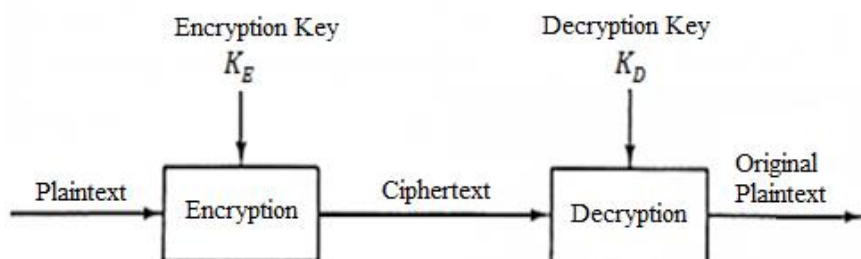 Encryption Key
K_E
Decryption Key
K_D
Plaintext
Encryption
Ciphertext
Decryption
Original
Plaintext